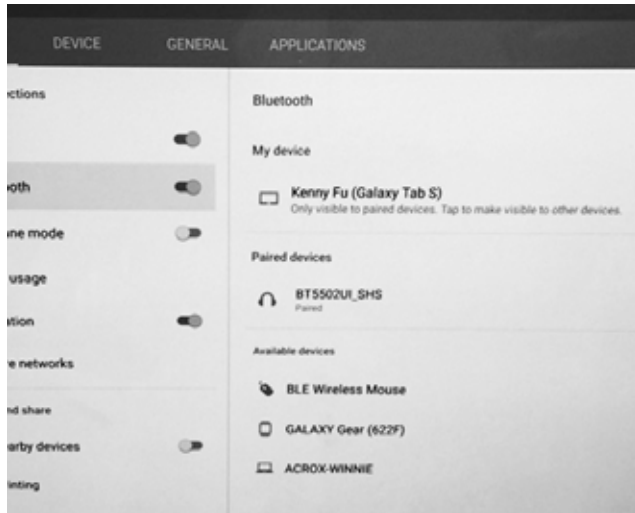 DEVICE GENERAL APPLICATIONS
ctions
ooth
ne mode
usage
ation
e networks
nd share
arby devices
inting
Bluetooth
My device
Kenny Fu (Galaxy Tab S)
Only visible to paired devices. Tap to make visible to other devices.
Paired devices
BT5502UI_SHS
Paired
Available devices
BLE Wireless Mouse
GALAXY Gear (622F)
ACROX-WINNIE